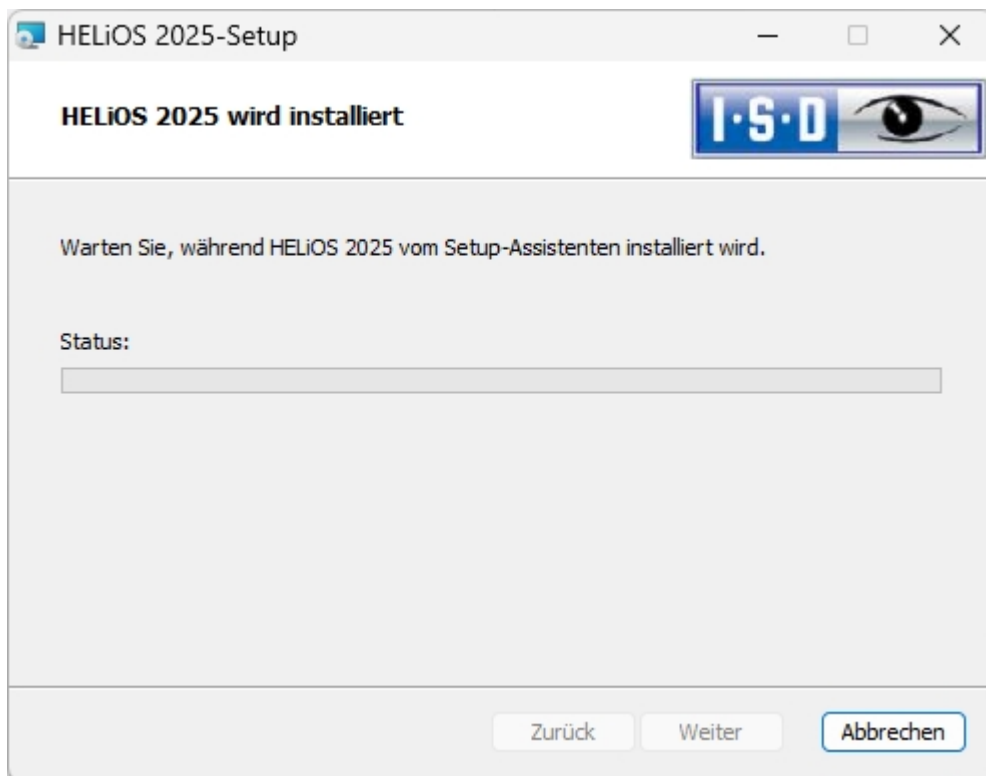 HELiOS 2025-Setup
HELiOS 2025 wird installiert
I·S·D
Warten Sie, während HELiOS 2025 vom Setup-Assistenten installiert wird.
Status:
Zurück
Weiter
Abbrechen